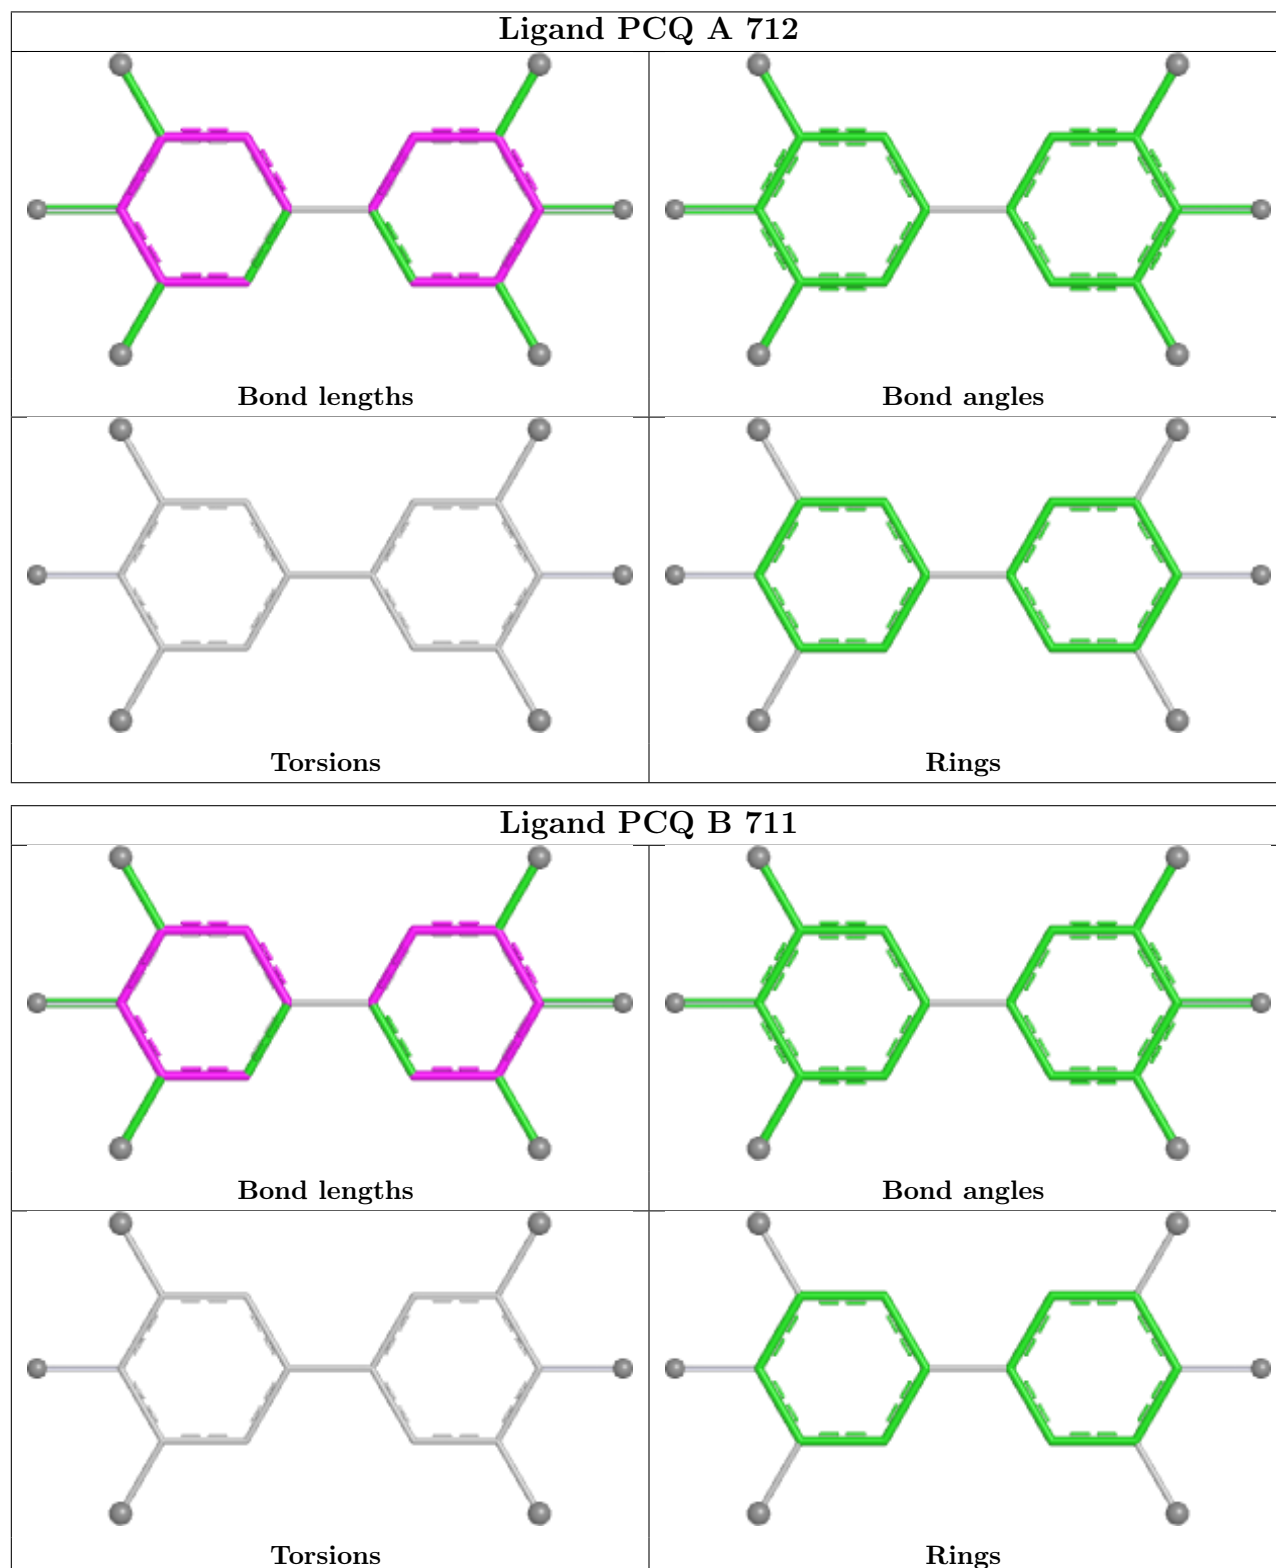 Ligand PCQ A 712
Bond lengths
Bond angles
Torsions
Rings
Ligand PCQ B 711
Bond lengths
Bond angles
Torsions
Rings